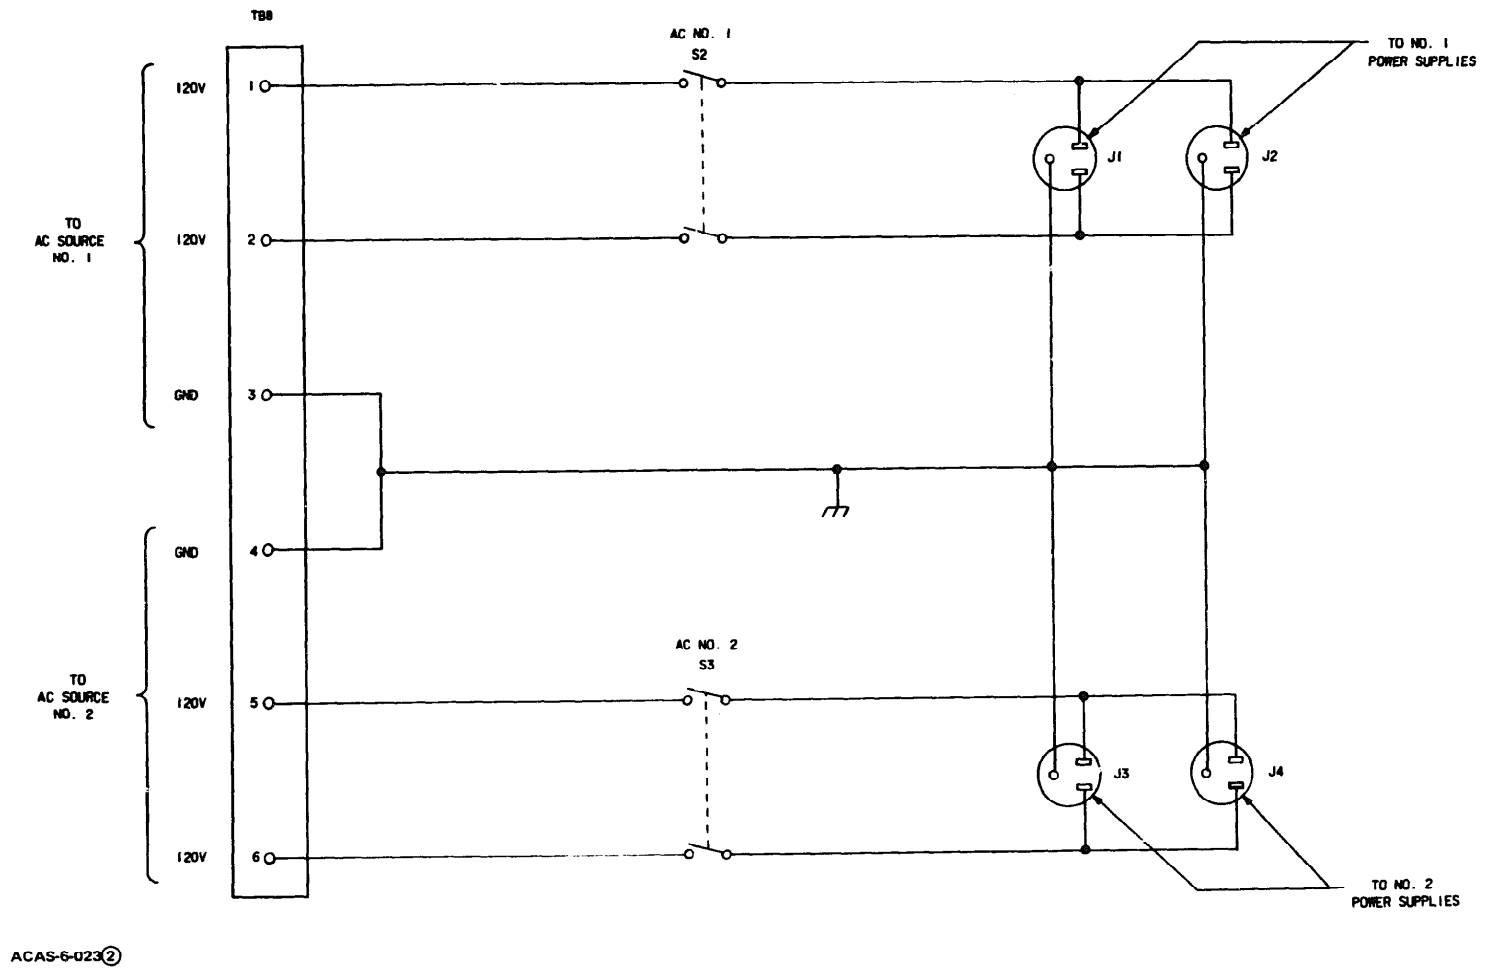 TB8
AC NO. 1
S2
TO NO. 1
POWER SUPPLIES
120V
1
J1
J2
TO
AC SOURCE
NO. 1
120V
2
GND
3
GND
4
AC NO. 2
S3
TO
AC SOURCE
NO. 2
120V
5
J3
J4
120V
6
TO NO. 2
POWER SUPPLIES
ACAS-6-023②